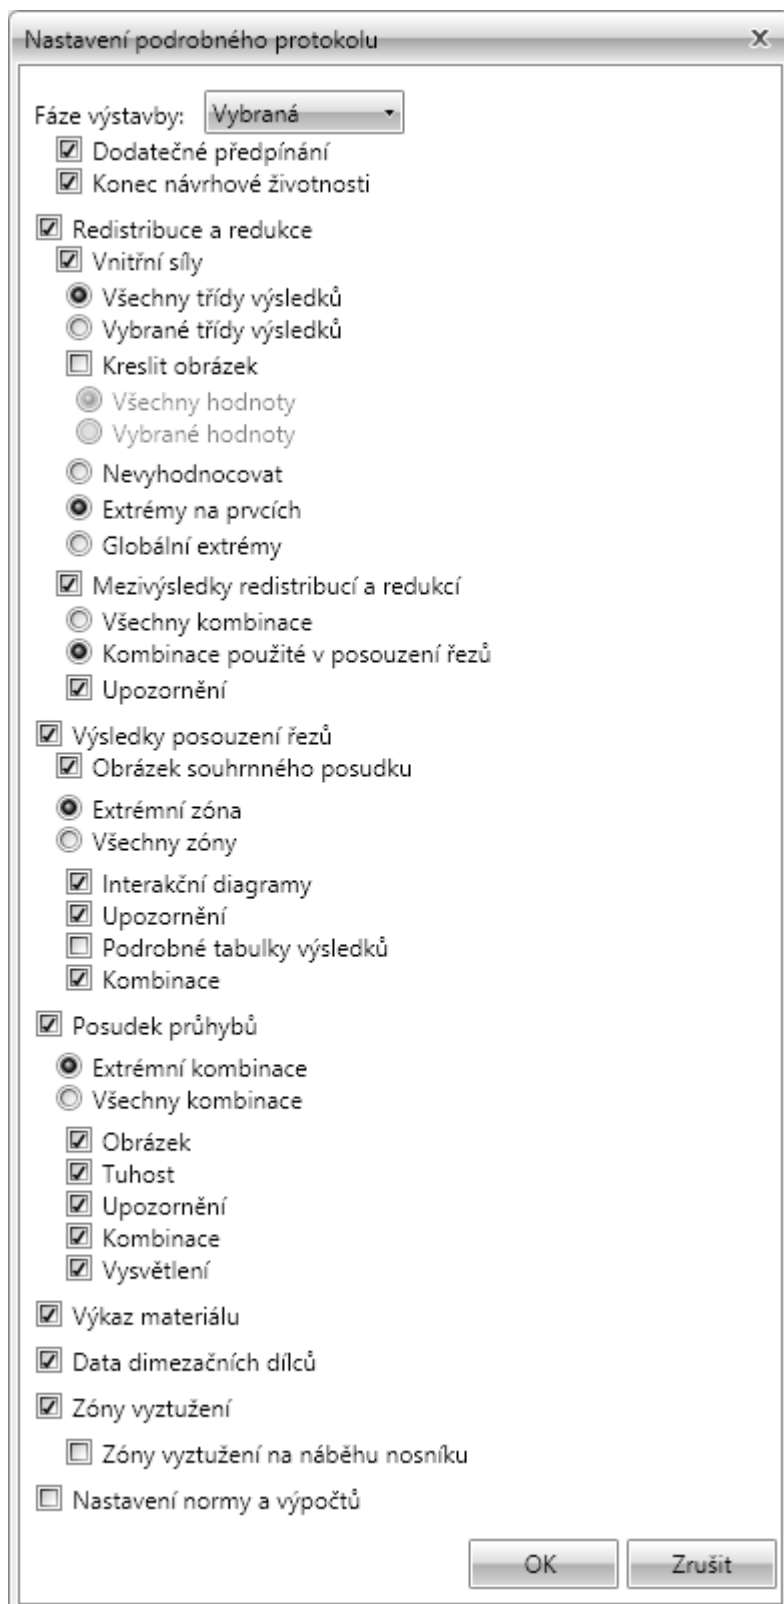 Nastavení podrobného protokolu
Fáze výstavby: Vybraná
Dodatečné předpínání
Konec návrhové životnosti
Redistribuce a redukce
Vnitřní síly
Všechny třídy výsledků
Vybrané třídy výsledků
Kreslit obrázek
Všechny hodnoty
Vybrané hodnoty
Nevyhodnocovat
Extrémy na prvcích
Globální extrémy
Mezivýsledky redistribucí a redukcí
Všechny kombinace
Kombinace použité v posouzení řezů
Upozornění
Výsledky posouzení řezů
Obrázek souhrnného posudku
Extrémní zóna
Všechny zóny
Interakční diagramy
Upozornění
Podrobné tabulky výsledků
Kombinace
Posudek průhybů
Extrémní kombinace
Všechny kombinace
Obrázek
Tuhost
Upozornění
Kombinace
Vysvětlení
Výkaz materiálu
Data dimezačních dílců
Zóny vyztužení
Zóny vyztužení na náběhu nosníku
Nastavení normy a výpočtů
OK Zrušit